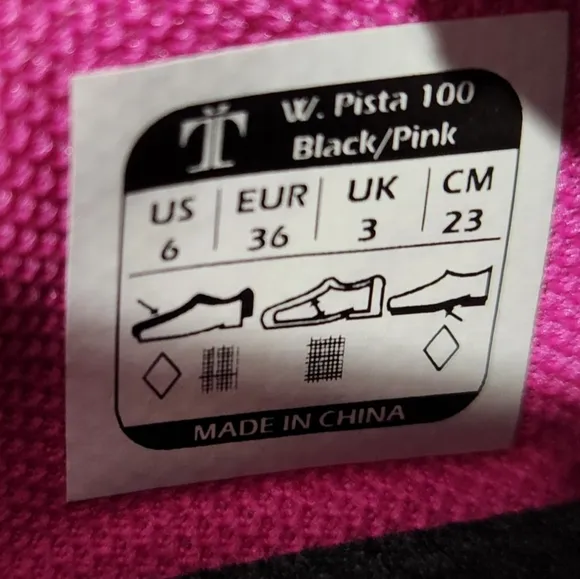 W. Pista 100
Black/Pink
US EUR UK CM
6 36 3 23
MADE IN CHINA